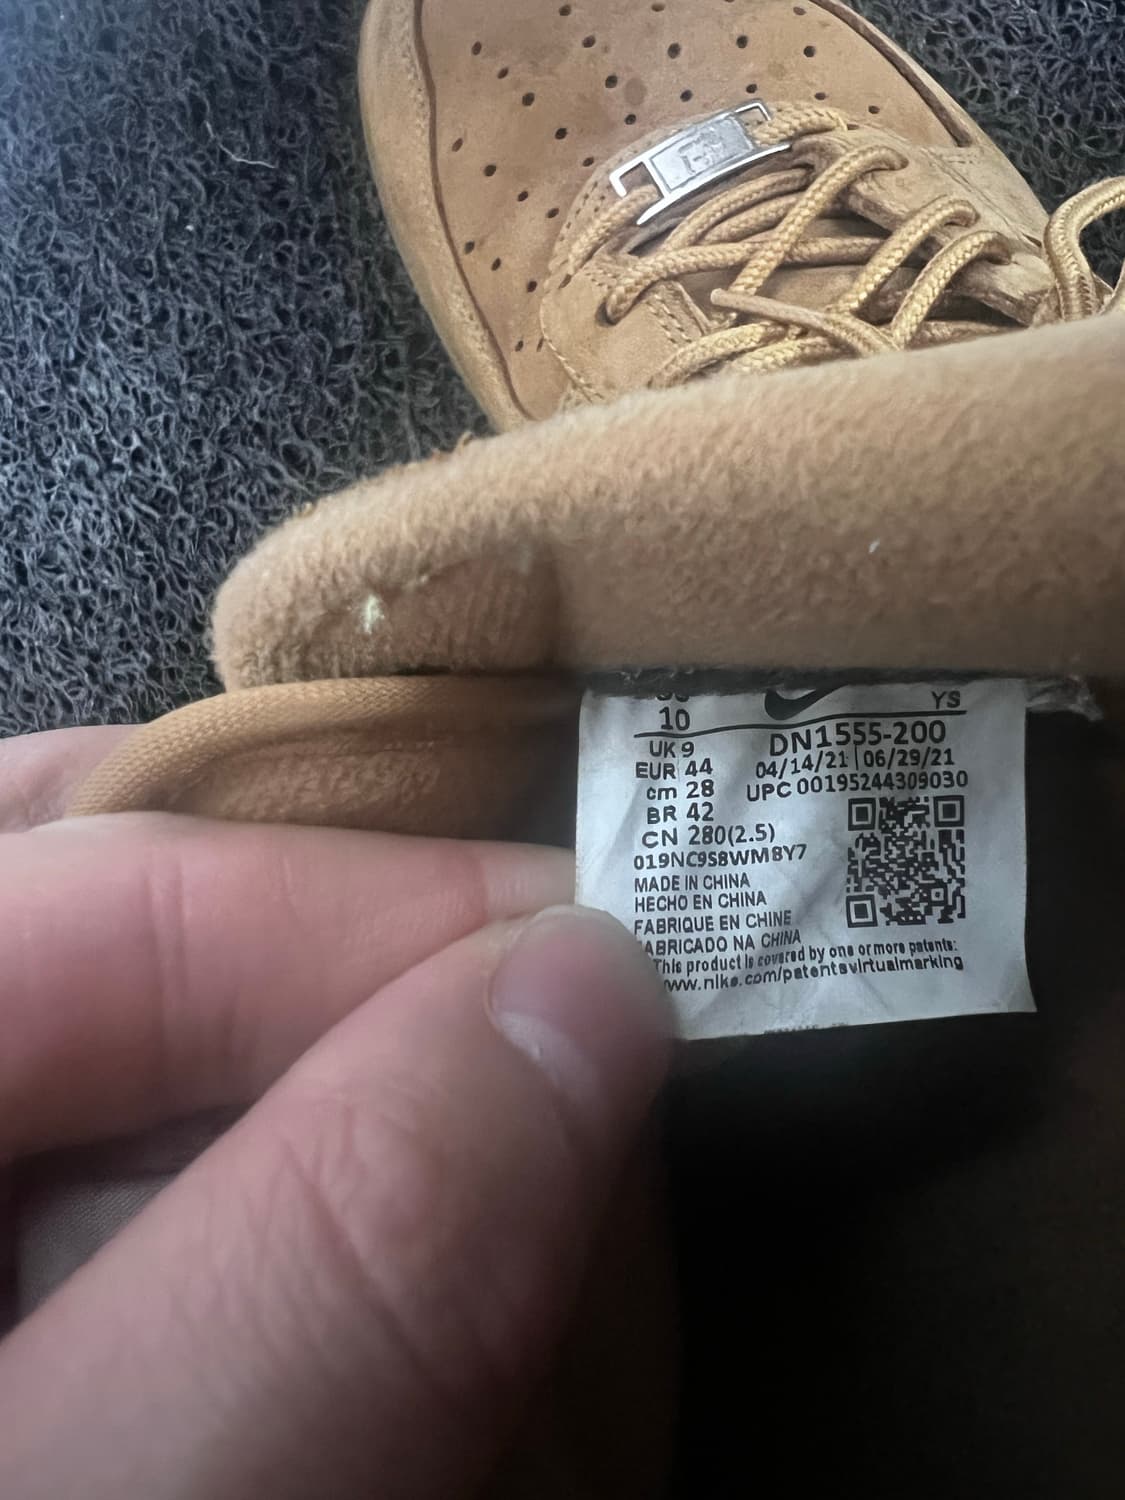 10
YS
UK 9
DN1555-200
EUR 44
04/14/21 | 06/29/21
cm 28
UPC 00195244309030
BR 42
CN 280(2.5)
019NC9S8WM8Y7
MADE IN CHINA
HECHO EN CHINA
FABRIQUE EN CHINE
FABRICADO NA CHINA
This product is covered by one or more patents:
www.nike.com/patentsvirtualmarking